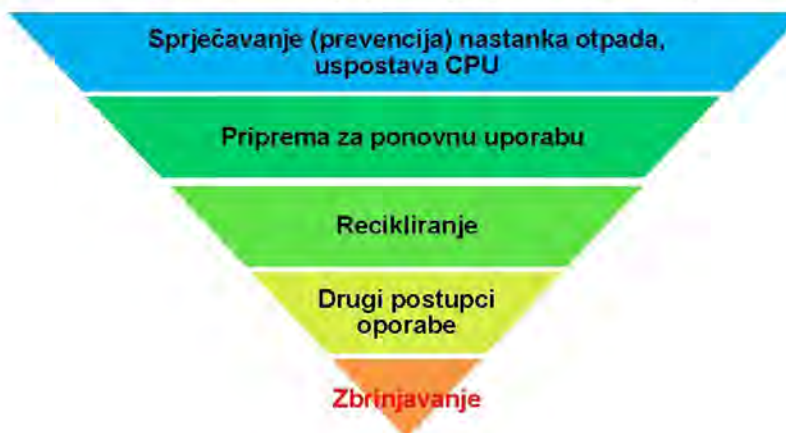 Sprječavanje (prevencija) nastanka otpada,
uspostava CPU
Priprema za ponovnu uporabu
Recikliranje
Drugi postupci
oporabe
Zbrinjavanje